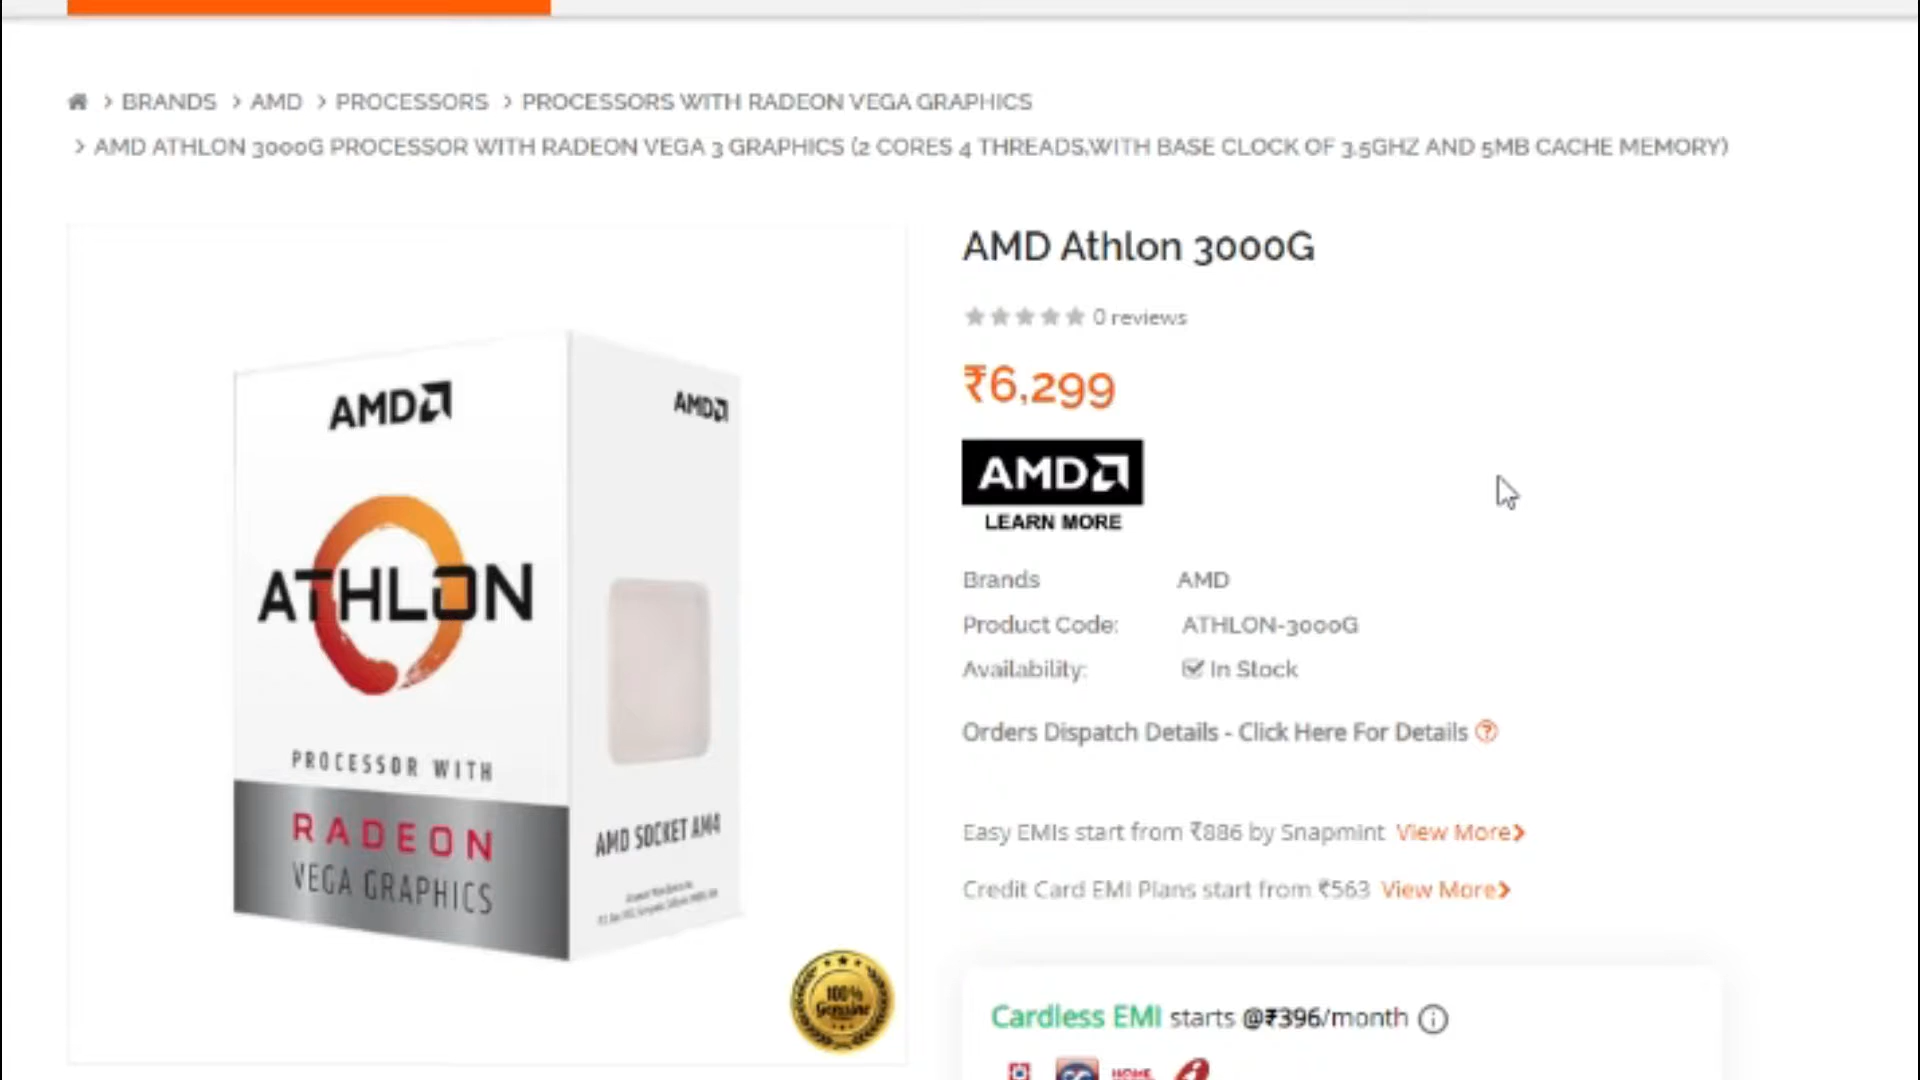 > BRANDS > AMD > PROCESSORS > PROCESSORS WITH RADEON VEGA GRAPHICS
> AMD ATHLON 3000G PROCESSOR WITH RADEON VEGA 3 GRAPHICS (2 CORES 4 THREADS,WITH BASE CLOCK OF 3.5GHZ AND 5MB CACHE MEMORY)
AMD Athlon 3000G
0 reviews
₹6,299
AMD
LEARN MORE
Brands AMD
Product Code: ATHLON-3000G
Availability: In Stock
Orders Dispatch Details - Click Here For Details
Easy EMIs start from ₹886 by Snapmint View More
Credit Card EMI Plans start from ₹563 View More
Cardless EMI starts @₹396/month
HOME
AMD
ATHLON
PROCESSOR WITH
RADEON
VEGA GRAPHICS
AMD
AMD SOCKET AM4
100%
Genuine